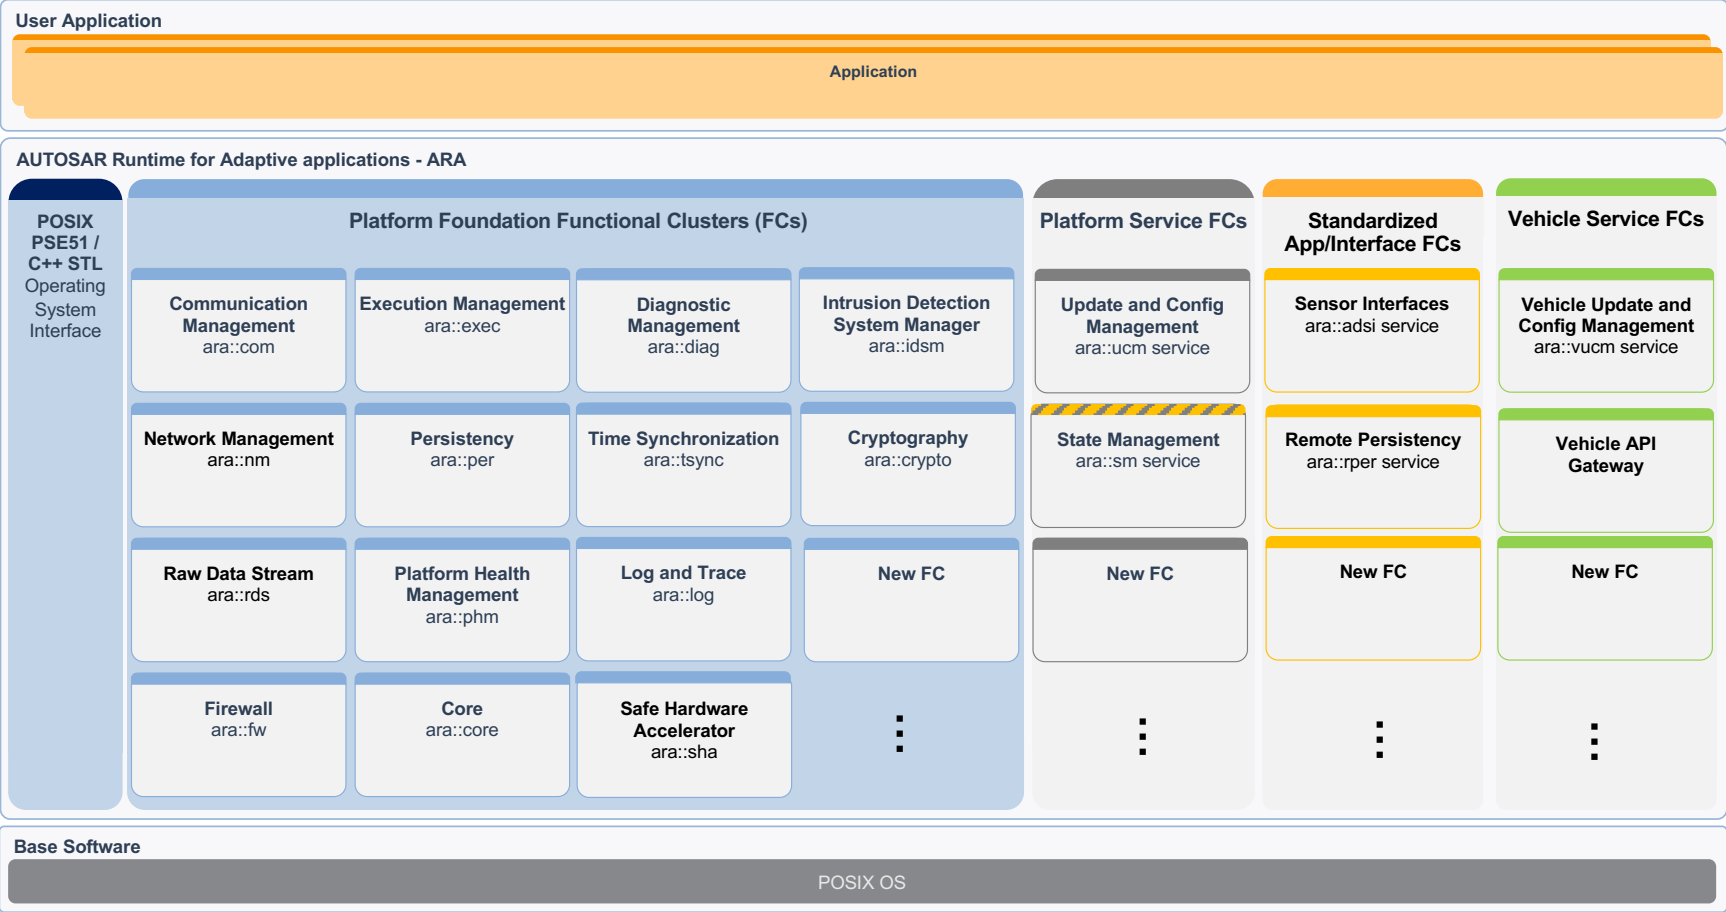 User Application
Application
AUTOSAR Runtime for Adaptive applications - ARA
POSIX
PSE51 /
C++ STL
Operating
System
Interface
Platform Foundation Functional Clusters (FCs)
Communication
Management
ara::com
Execution Management
ara::exec
Diagnostic
Management
ara::diag
Intrusion Detection
System Manager
ara::idsm
Network Management
ara::nm
Persistency
ara::per
Time Synchronization
ara::tsync
Cryptography
ara::crypto
Raw Data Stream
ara::rds
Platform Health
Management
ara::phm
Log and Trace
ara::log
New FC
Firewall
ara::fw
Core
ara::core
Safe Hardware
Accelerator
ara::sha
Platform Service FCs
Update and Config
Management
ara::ucm service
State Management
ara::sm service
New FC
Standardized
App/Interface FCs
Sensor Interfaces
ara::adsi service
Remote Persistency
ara::rper service
New FC
Vehicle Service FCs
Vehicle Update and
Config Management
ara::vucm service
Vehicle API
Gateway
New FC
Base Software
POSIX OS